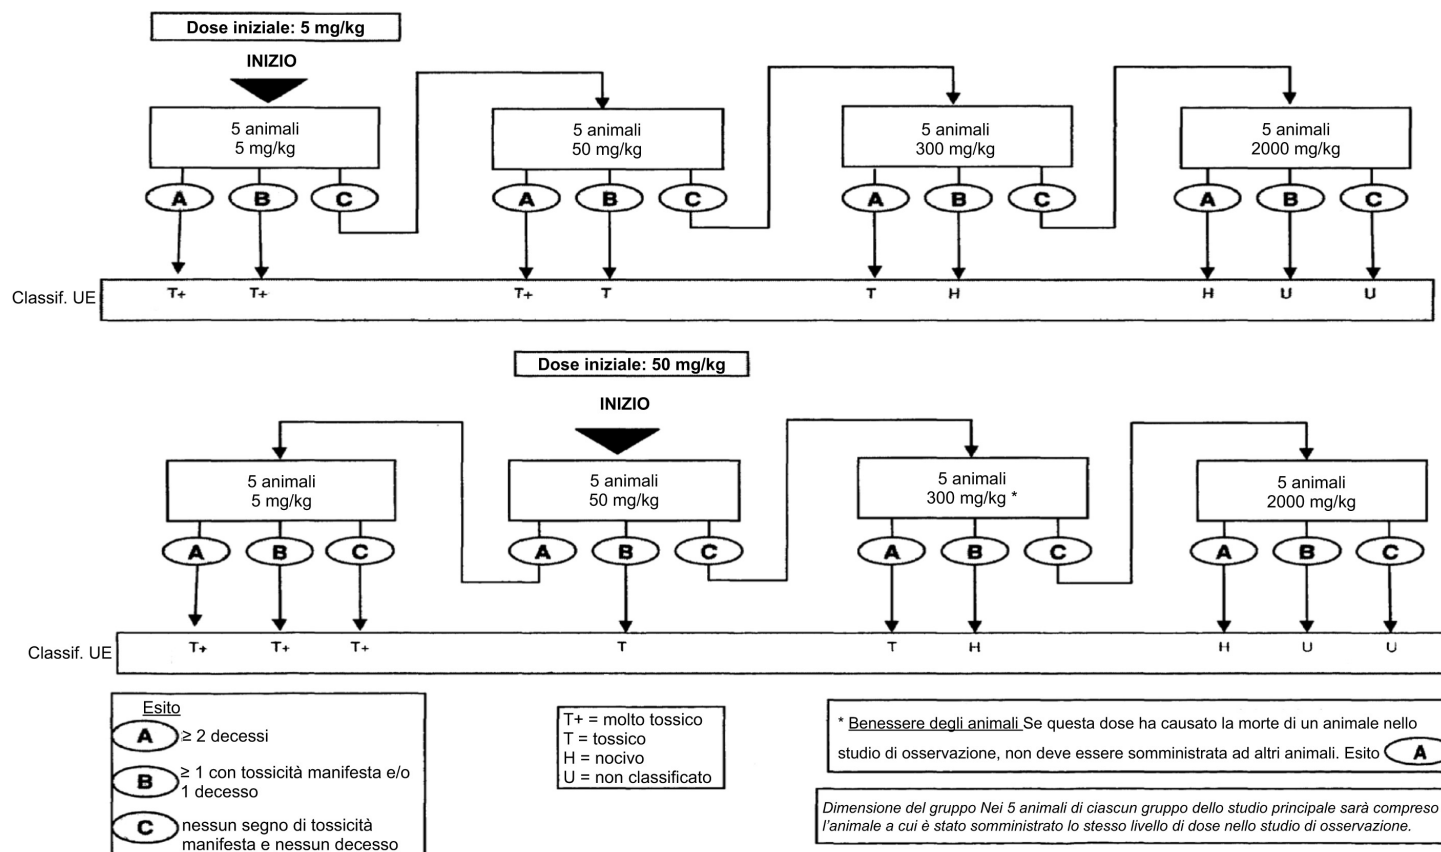 Dose iniziale: 5 mg/kg
INIZIO
5 animali
5 mg/kg
5 animali
50 mg/kg
5 animali
300 mg/kg
5 animali
2000 mg/kg
A B C A B C A B C A B C
Classif. UE T+ T+ T+ T T H H U U
Dose iniziale: 50 mg/kg
INIZIO
5 animali
5 mg/kg
5 animali
50 mg/kg
5 animali
300 mg/kg *
5 animali
2000 mg/kg
A B C A B C A B C A B C
Classif. UE T+ T+ T+ T T H H U U
Esito
A ≥ 2 decessi
B ≥ 1 con tossicità manifesta e/o
1 decesso
C nessun segno di tossicità
manifesta e nessun decesso
T+ = molto tossico
T = tossico
H = nocivo
U = non classificato
* Benessere degli animali Se questa dose ha causato la morte di un animale nello
studio di osservazione, non deve essere somministrata ad altri animali. Esito A
Dimensione del gruppo Nei 5 animali di ciascun gruppo dello studio principale sarà compreso
l'animale a cui è stato somministrato lo stesso livello di dose nello studio di osservazione.